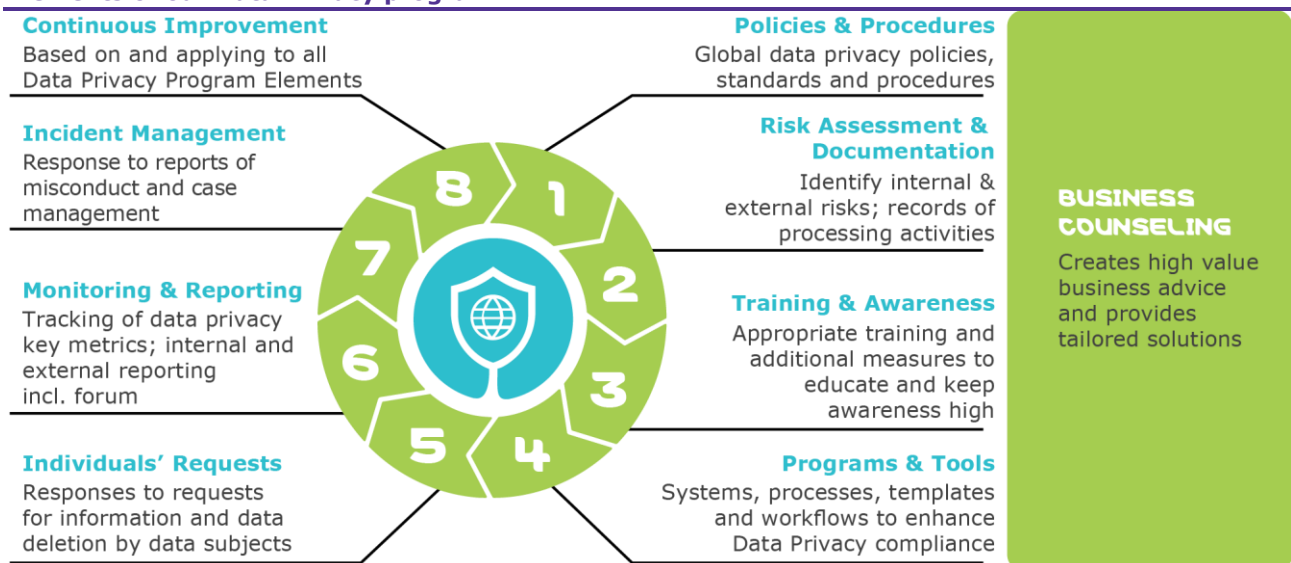 Continuous Improvement
Based on and applying to all
Data Privacy Program Elements
Incident Management
Response to reports of
misconduct and case
management
Monitoring & Reporting
Tracking of data privacy
key metrics; internal and
external reporting
incl. forum
Individuals’ Requests
Responses to requests
for information and data
deletion by data subjects
8
1
7
2
6
3
5
4
Policies & Procedures
Global data privacy policies,
standards and procedures
Risk Assessment &
Documentation
Identify internal &
external risks; records of
processing activities
Training & Awareness
Appropriate training and
additional measures to
educate and keep
awareness high
Programs & Tools
Systems, processes, templates
and workflows to enhance
Data Privacy compliance
BUSINESS
COUNSELING
Creates high value
business advice
and provides
tailored solutions